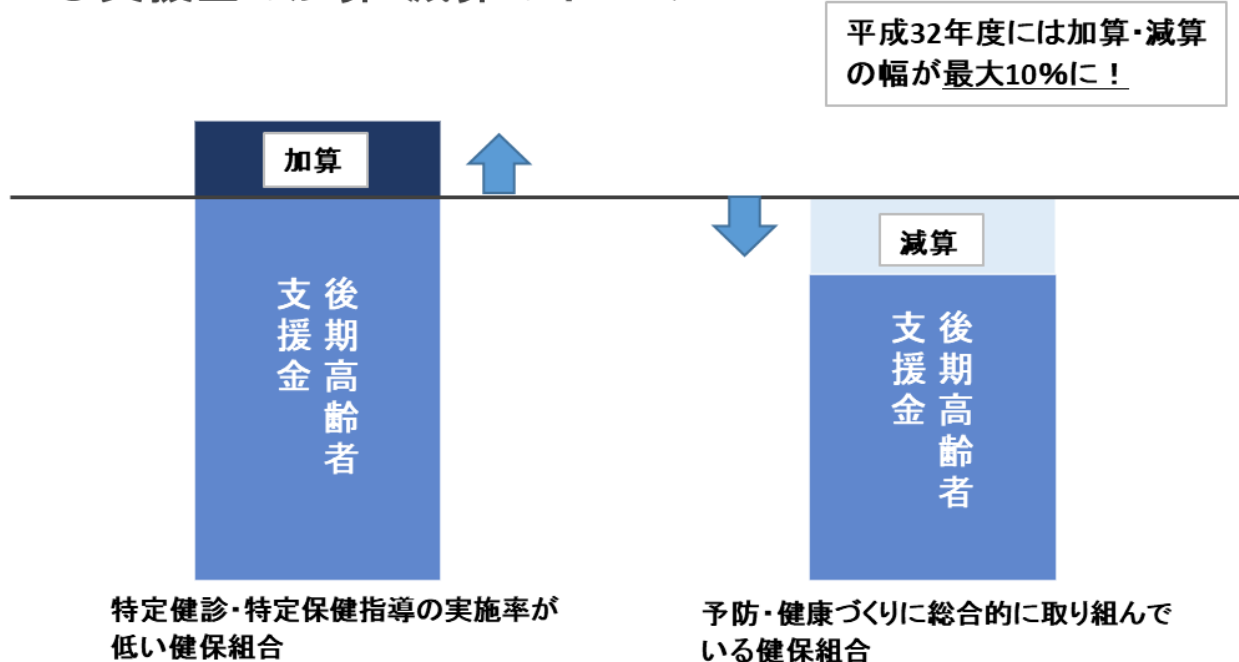 平成32年度には加算・減算
の幅が最大10%に！
加算
減算
後期高齢者
支援金
後期高齢者
支援金
特定健診・特定保健指導の実施率が
低い健保組合
予防・健康づくりに総合的に取り組んで
いる健保組合